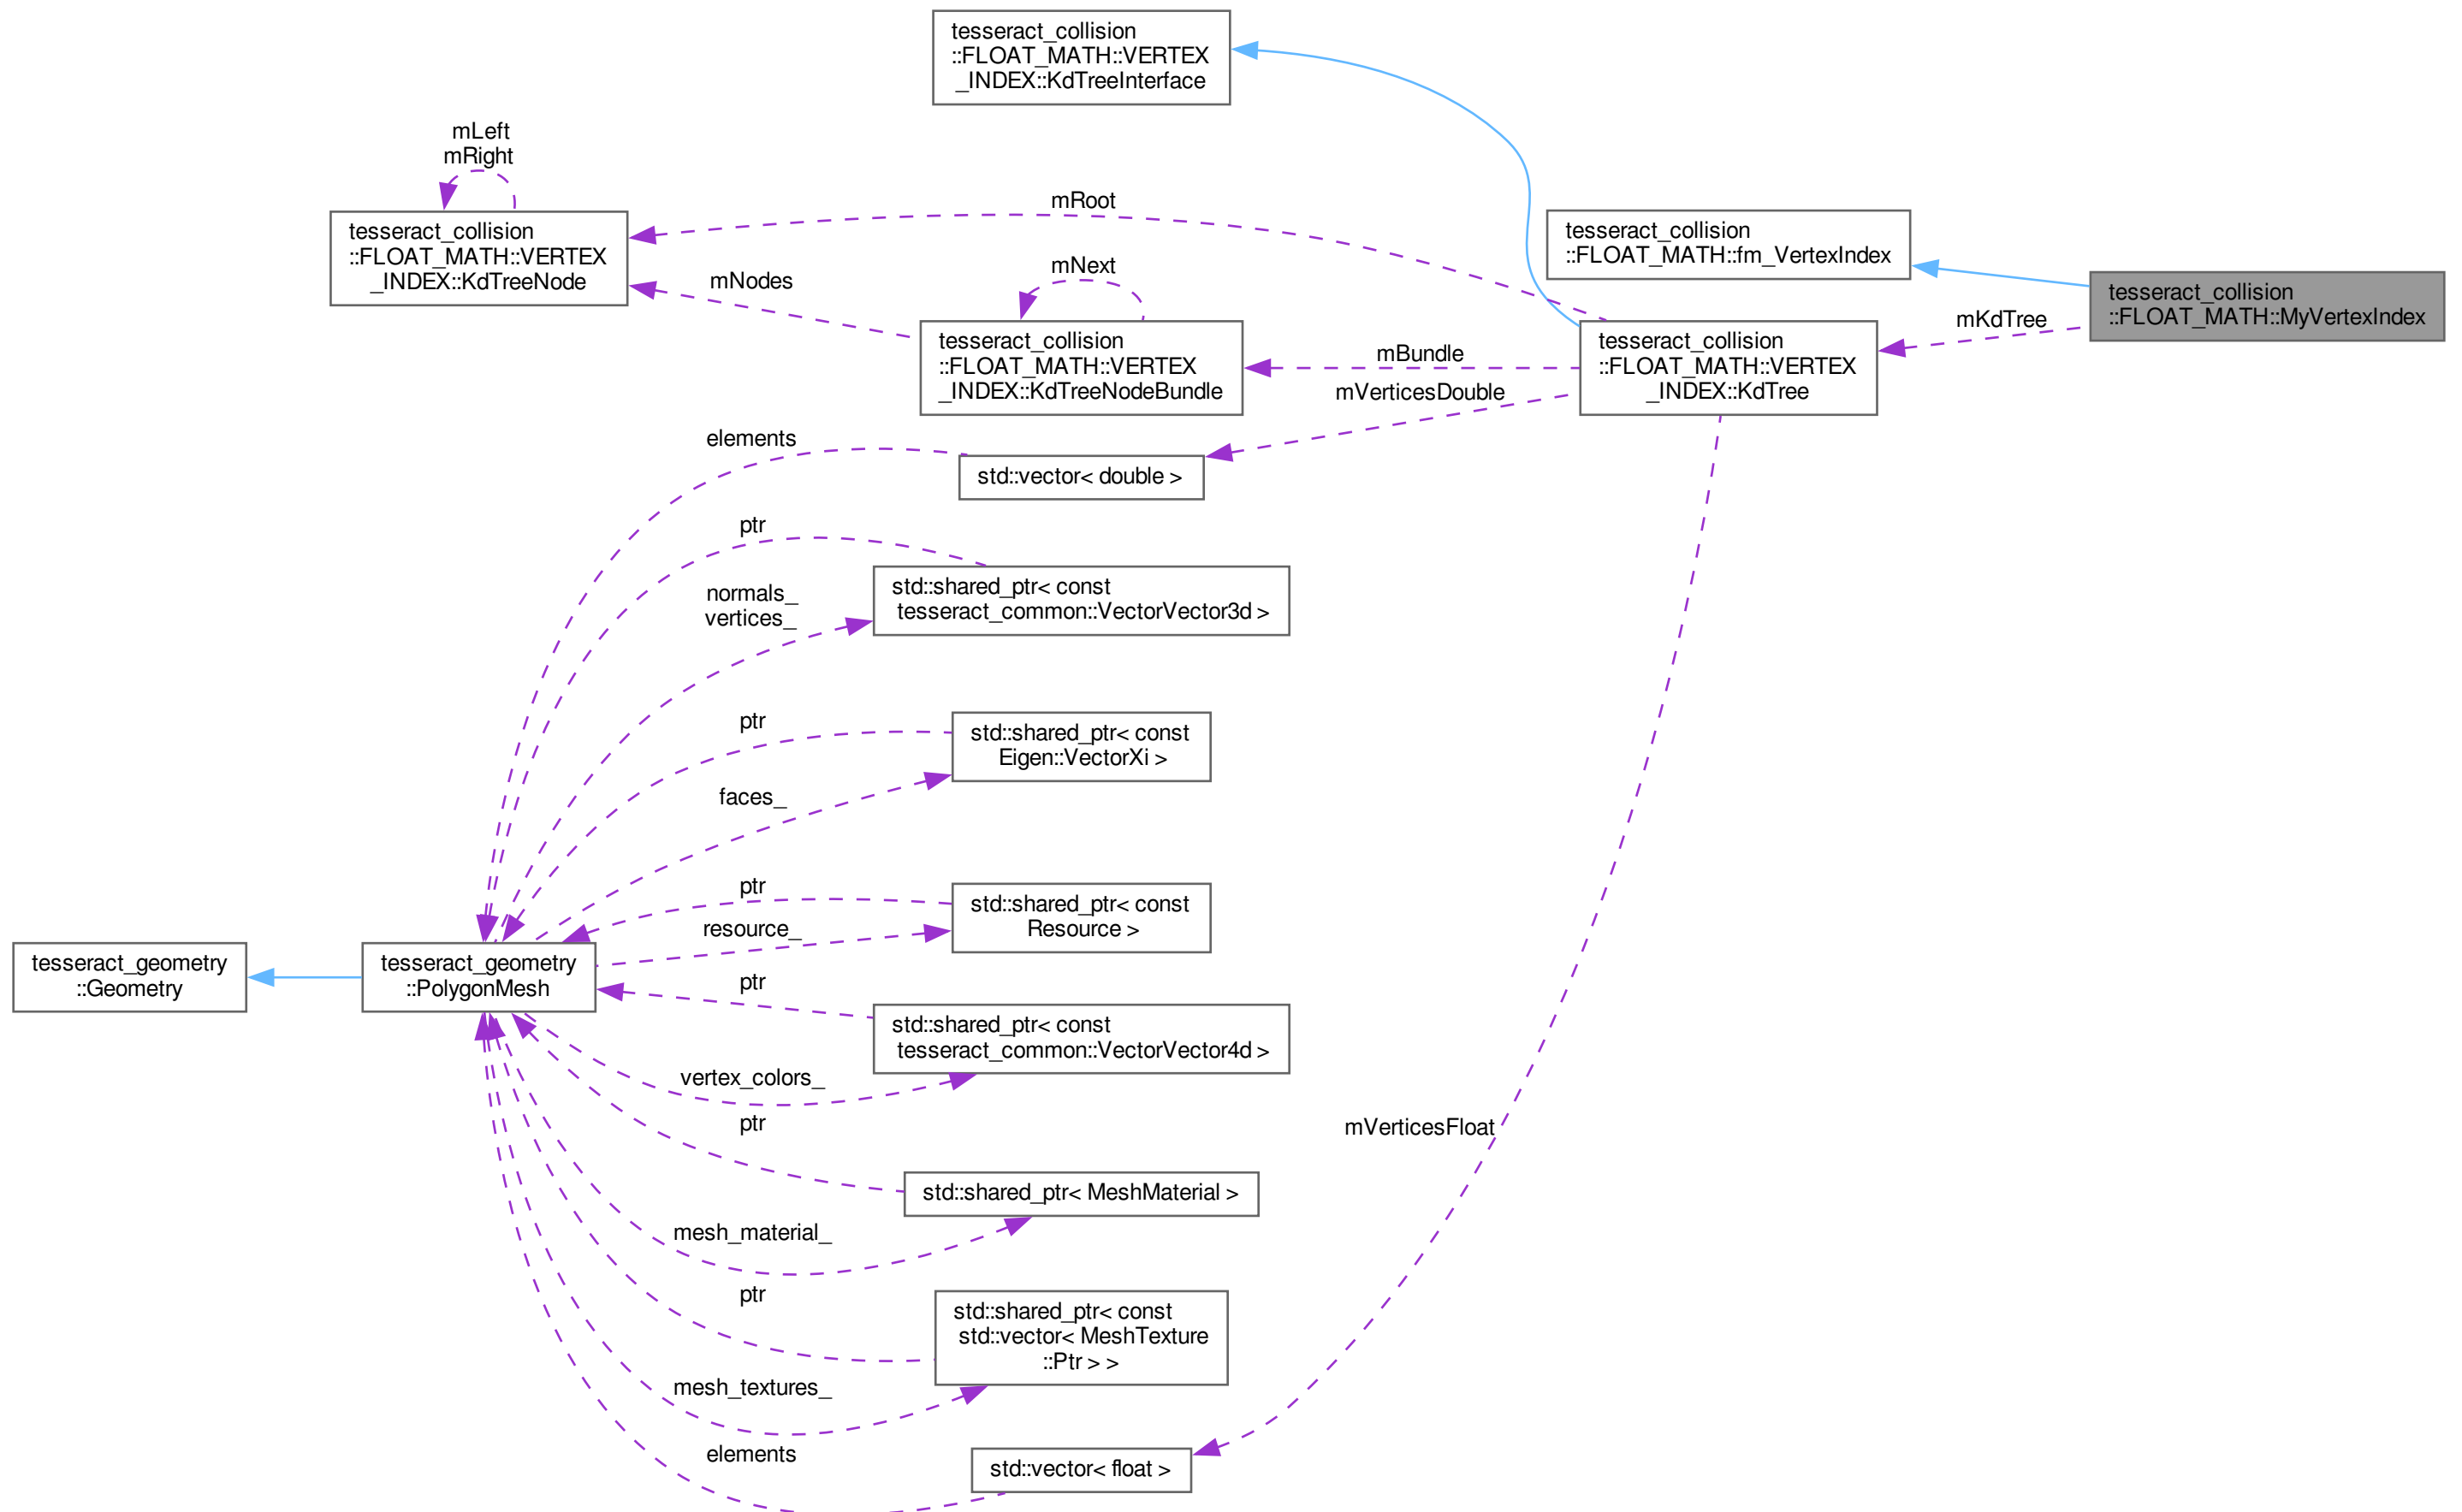 tesseract_collision
::FLOAT_MATH::VERTEX
_INDEX::KdTreeInterface
mLeft
mRight
tesseract_collision
::FLOAT_MATH::VERTEX
_INDEX::KdTreeNode
mRoot
mNodes
mNext
tesseract_collision
::FLOAT_MATH::fm_VertexIndex
tesseract_collision
::FLOAT_MATH::MyVertexIndex
mKdTree
tesseract_collision
::FLOAT_MATH::VERTEX
_INDEX::KdTreeNodeBundle
mBundle
mVerticesDouble
tesseract_collision
::FLOAT_MATH::VERTEX
_INDEX::KdTree
elements
std::vector< double >
ptr
std::shared_ptr< const
tesseract_common::VectorVector3d >
normals_
vertices_
ptr
std::shared_ptr< const
Eigen::VectorXi >
faces_
ptr
std::shared_ptr< const
Resource >
resource_
tesseract_geometry
::Geometry
tesseract_geometry
::PolygonMesh
ptr
std::shared_ptr< const
tesseract_common::VectorVector4d >
vertex_colors_
ptr
mVerticesFloat
std::shared_ptr< MeshMaterial >
mesh_material_
ptr
std::shared_ptr< const
std::vector< MeshTexture
::Ptr > >
mesh_textures_
elements
std::vector< float >